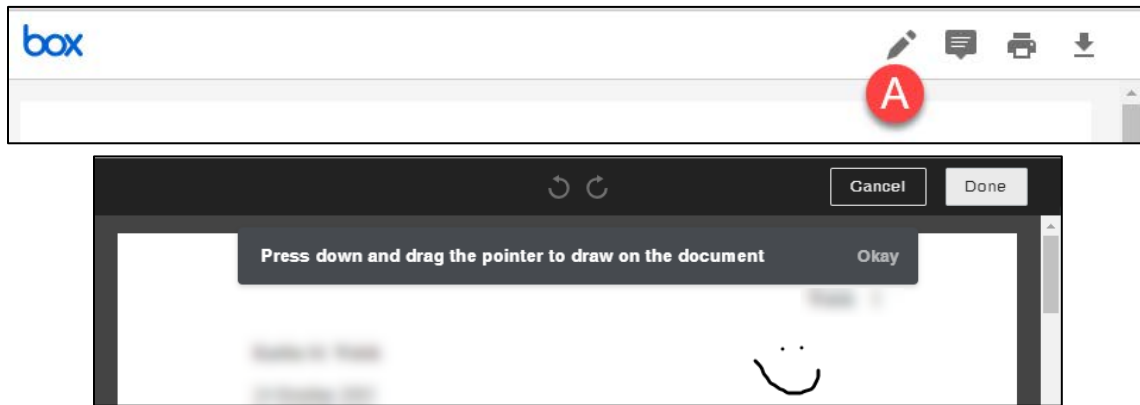 box
A
Cancel Done
Press down and drag the pointer to draw on the document Okay